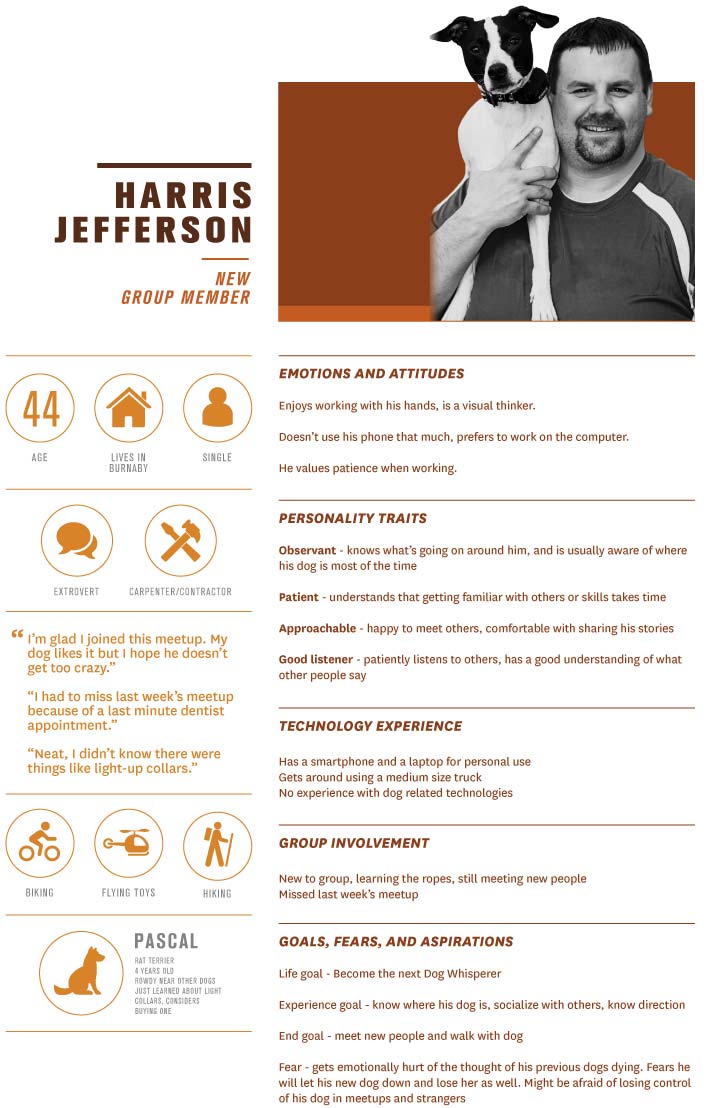 HARRIS
JEFFERSON
NEW
GROUP MEMBER
44
AGE
LIVES IN
BURNABY
SINGLE
EXTROVERT
CARPENTER/CONTRACTOR
“ I’m glad I joined this meetup. My
dog likes it but I hope he doesn’t
get too crazy.”
“I had to miss last week’s meetup
because of a last minute dentist
appointment.”
“Neat, I didn’t know there were
things like light-up collars.”
BIKING
FLYING TOYS
HIKING
PASCAL
RAT TERRIER
4 YEARS OLD
ROWDY NEAR OTHER DOGS
JUST LEARNED ABOUT LIGHT
COLLARS, CONSIDERS
BUYING ONE
EMOTIONS AND ATTITUDES
Enjoys working with his hands, is a visual thinker.
Doesn’t use his phone that much, prefers to work on the computer.
He values patience when working.
PERSONALITY TRAITS
Observant - knows what’s going on around him, and is usually aware of where
his dog is most of the time
Patient - understands that getting familiar with others or skills takes time
Approachable - happy to meet others, comfortable with sharing his stories
Good listener - patiently listens to others, has a good understanding of what
other people say
TECHNOLOGY EXPERIENCE
Has a smartphone and a laptop for personal use
Gets around using a medium size truck
No experience with dog related technologies
GROUP INVOLVEMENT
New to group, learning the ropes, still meeting new people
Missed last week’s meetup
GOALS, FEARS, AND ASPIRATIONS
Life goal - Become the next Dog Whisperer
Experience goal - know where his dog is, socialize with others, know direction
End goal - meet new people and walk with dog
Fear - gets emotionally hurt of the thought of his previous dogs dying. Fears he
will let his new dog down and lose her as well. Might be afraid of losing control
of his dog in meetups and strangers